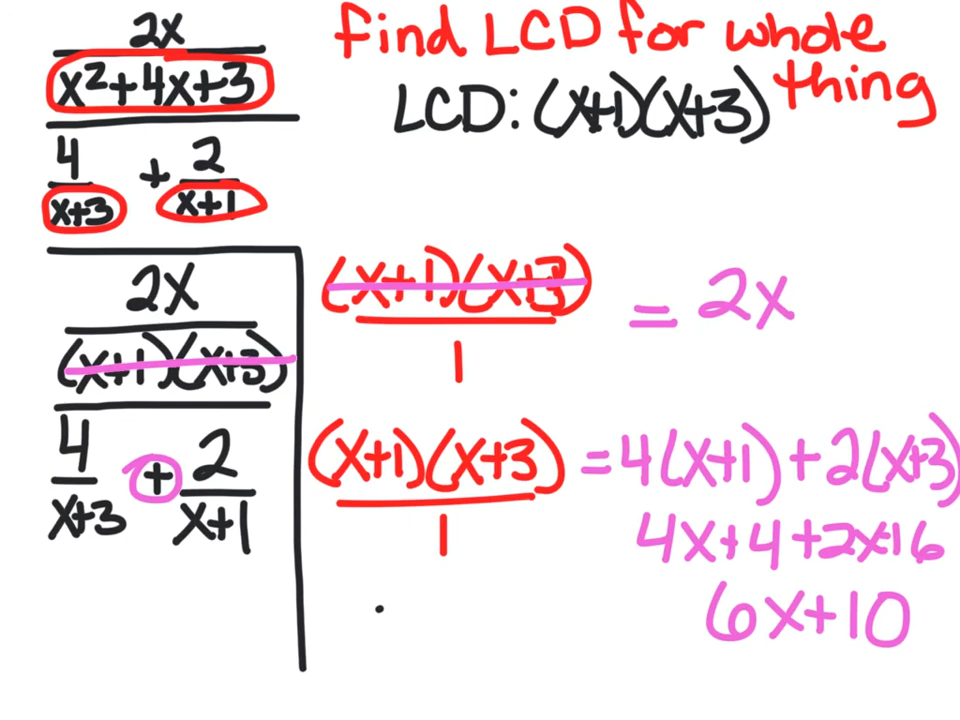 2x
x²+4x+3
4/x+3 + 2/x+1
find LCD for whole thing
LCD: (x+1)(x+3)
2x
(x+1)(x+3)
(x+1)(x+3)
1
= 2x
4/x+3 + 2/x+1
(x+1)(x+3)
1
= 4(x+1) + 2(x+3)
4x+4+2x+6
6x+10